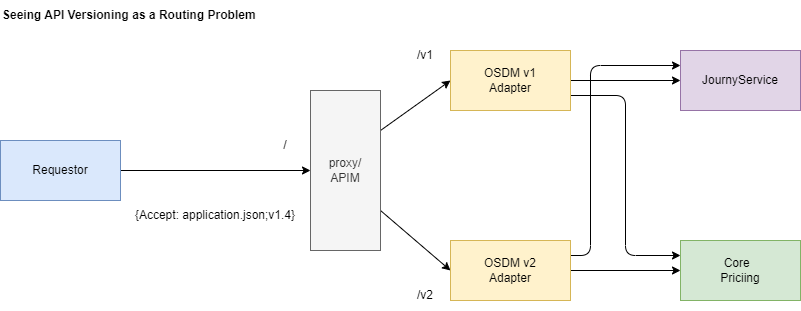 Seeing API Versioning as a Routing Problem
/v1
OSDM v1
Adapter
JournyService
/
Requestor
proxy/
APIM
{Accept: application.json;v1.4}
OSDM v2
Adapter
Core
Priciing
/v2